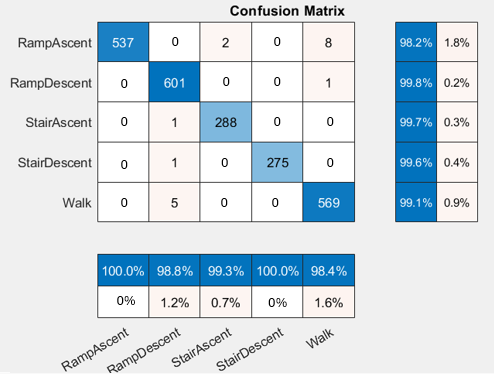 Confusion Matrix
RampAscent 537 0 2 0 8 98.2% 1.8%
RampDescent 0 601 0 0 1 99.8% 0.2%
StairAscent 0 1 288 0 0 99.7% 0.3%
StairDescent 0 1 0 275 0 99.6% 0.4%
Walk 0 5 0 0 569 99.1% 0.9%
100.0% 98.8% 99.3% 100.0% 98.4%
0% 1.2% 0.7% 0% 1.6%
RampAscent RampDescent StairAscent StairDescent Walk